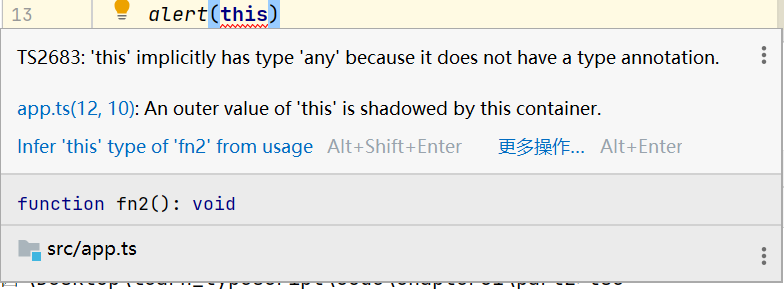 13 alert(this)
TS2683: 'this' implicitly has type 'any' because it does not have a type annotation.
app.ts(12, 10): An outer value of 'this' is shadowed by this container.
Infer 'this' type of 'fn2' from usage Alt+Shift+Enter 更多操作... Alt+Enter
function fn2(): void
src/app.ts